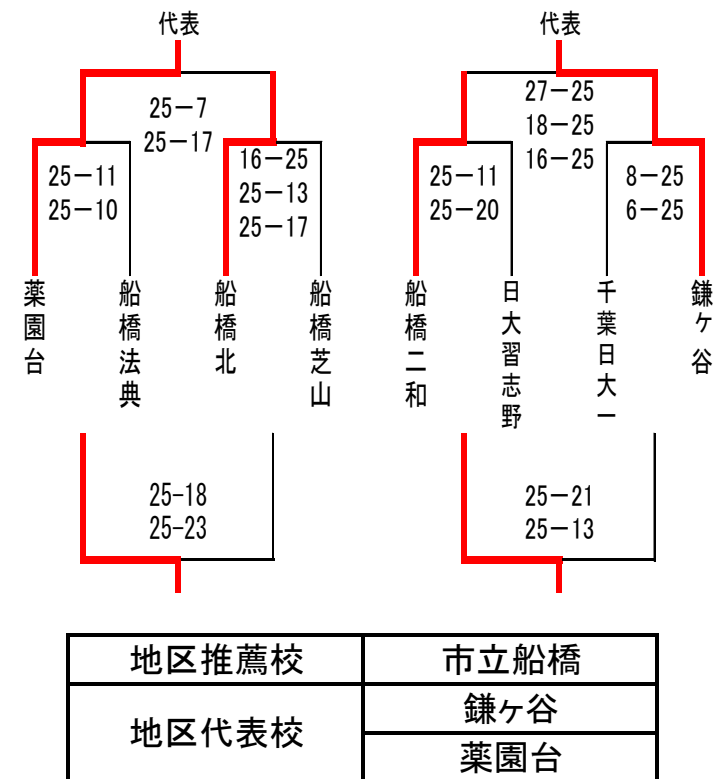 代表
代表
25－7
25－17
27－25
18－25
16－25
25－11
25－10
16－25
25－13
25－17
25－11
25－20
8－25
6－25
薬園台
船橋法典
船橋北
船橋芝山
船橋二和
日大習志野
千葉日大一
鎌ケ谷
25-18
25-23
25－21
25－13
地区推薦校
市立船橋
地区代表校
鎌ヶ谷
薬園台